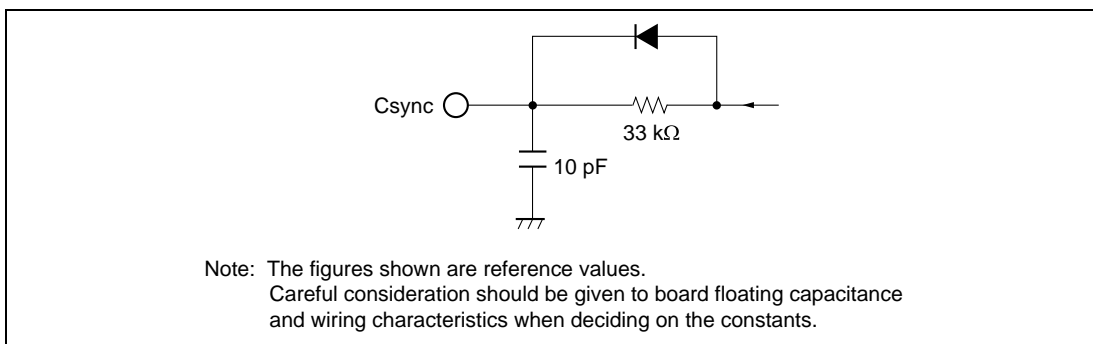 Csync
33 kΩ
10 pF
Note: The figures shown are reference values.
Careful consideration should be given to board floating capacitance
and wiring characteristics when deciding on the constants.